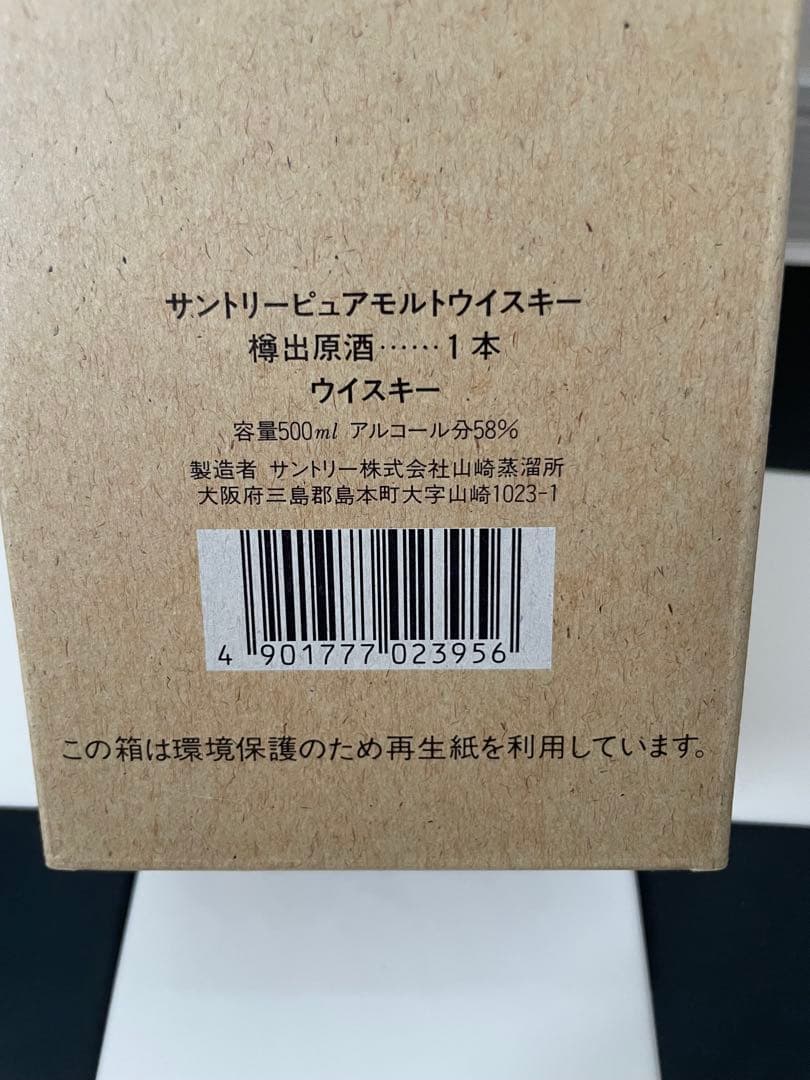 サントリーピュアモルトウイスキー
樽出原酒……1本
ウイスキー
容量500ml アルコール分58%
製造者 サントリー株式会社山崎蒸溜所
大阪府三島郡島本町大字山崎1023-1
4 901777 023956
この箱は環境保護のため再生紙を利用しています。